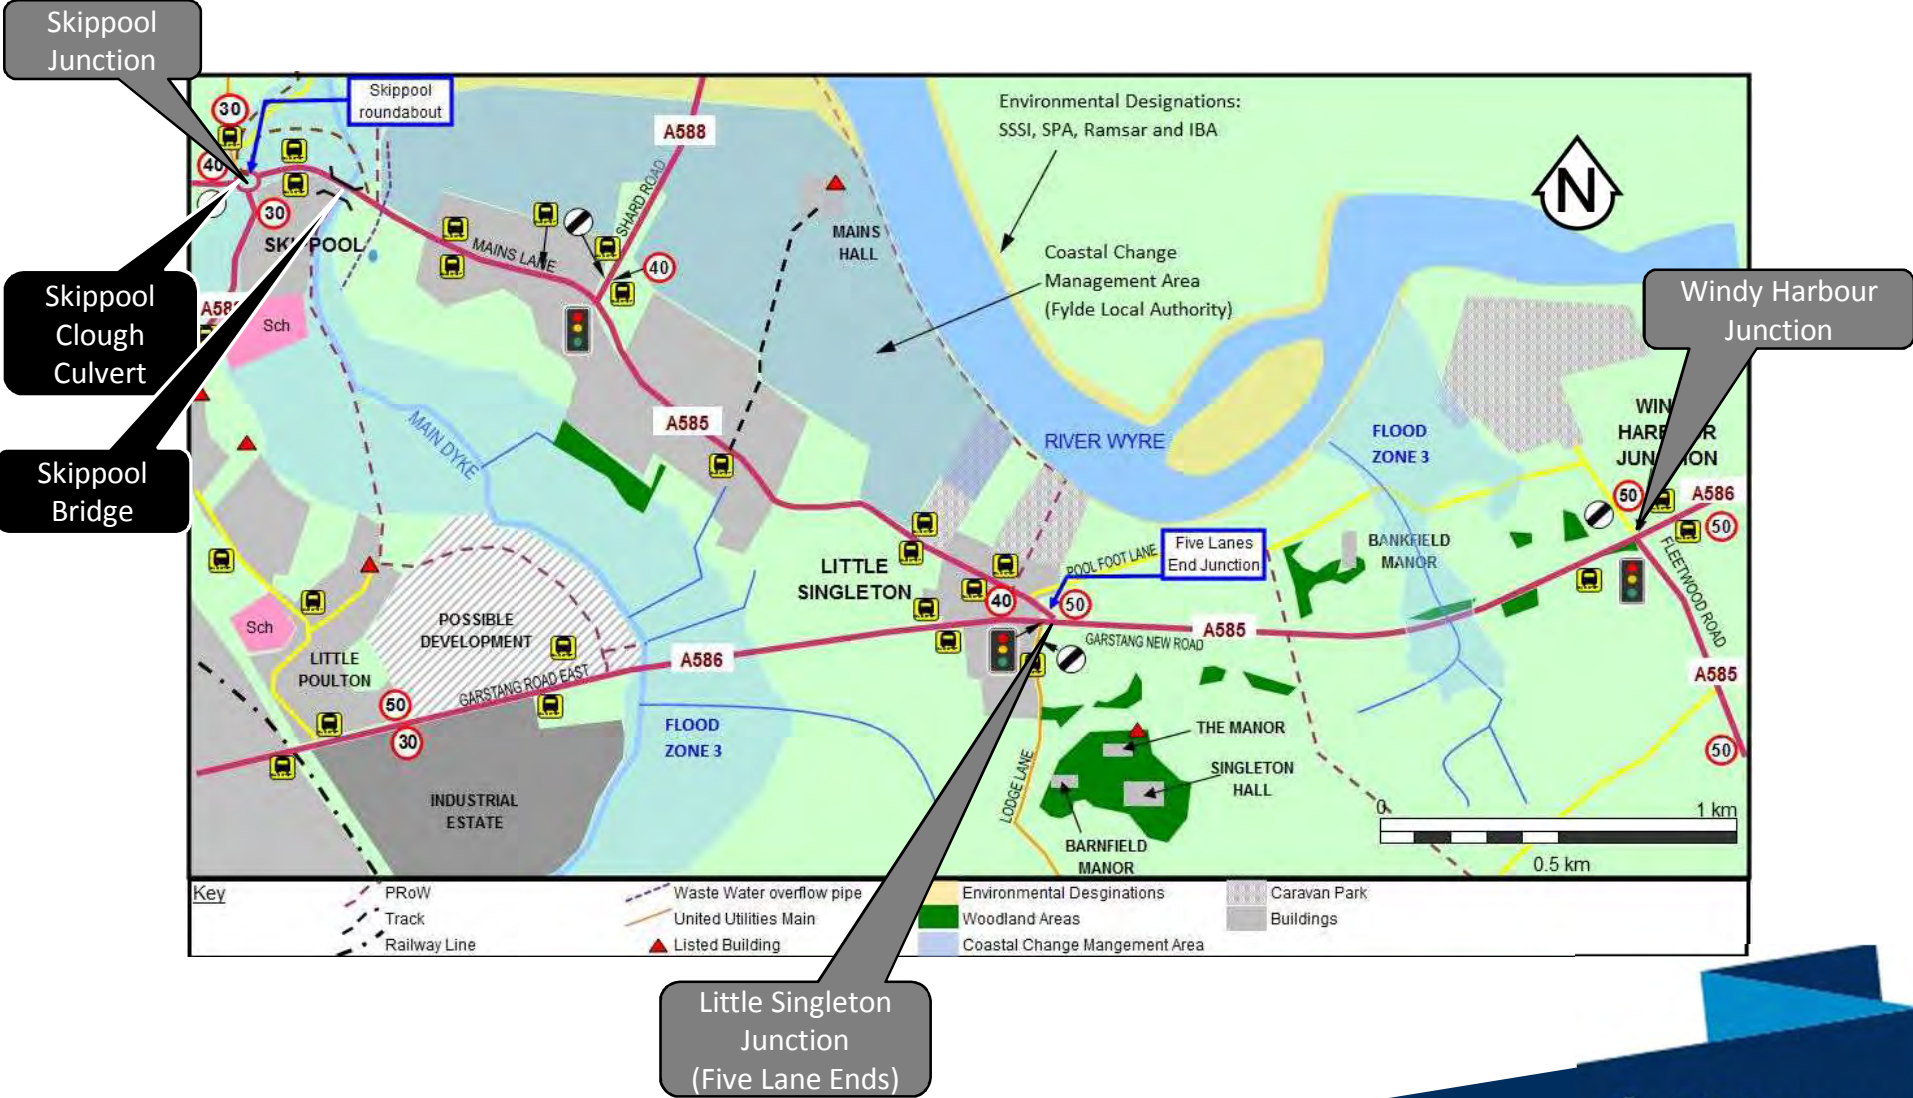 Skippool
Junction
Skippool
roundabout
30
40
30
A588
SHARD ROAD
Environmental Designations:
SSSI, SPA, Ramsar and IBA
N
SKIPPOOL
MAINS LANE
40
MAINS
HALL
Coastal Change
Management Area
(Fylde Local Authority)
Skippool
Clough
Culvert
Windy Harbour
Junction
Sch
A585
MAIN DYKE
RIVER WYRE
FLOOD
ZONE 3
WIN
HARBOR
JUNCTION
Skippool
Bridge
50
A586
50
Five Lanes
End Junction
POOL FOOT LANE
BANKFIELD
MANOR
FLEETWOOD ROAD
LITTLE
SINGLETON
40
50
POSSIBLE
DEVELOPMENT
Sch
LITTLE
POULTON
A586
A585
GARSTANG NEW ROAD
GARSTANG ROAD EAST
A585
50
30
FLOOD
ZONE 3
THE MANOR
50
SINGLETON
HALL
LODGE LANE
INDUSTRIAL
ESTATE
BARNFIELD
MANOR
0
1 km
0.5 km
Key
PRoW
Track
Railway Line
Waste Water overflow pipe
United Utilities Main
Listed Building
Environmental Desginations
Woodland Areas
Coastal Change Mangement Area
Caravan Park
Buildings
Little Singleton
Junction
(Five Lane Ends)